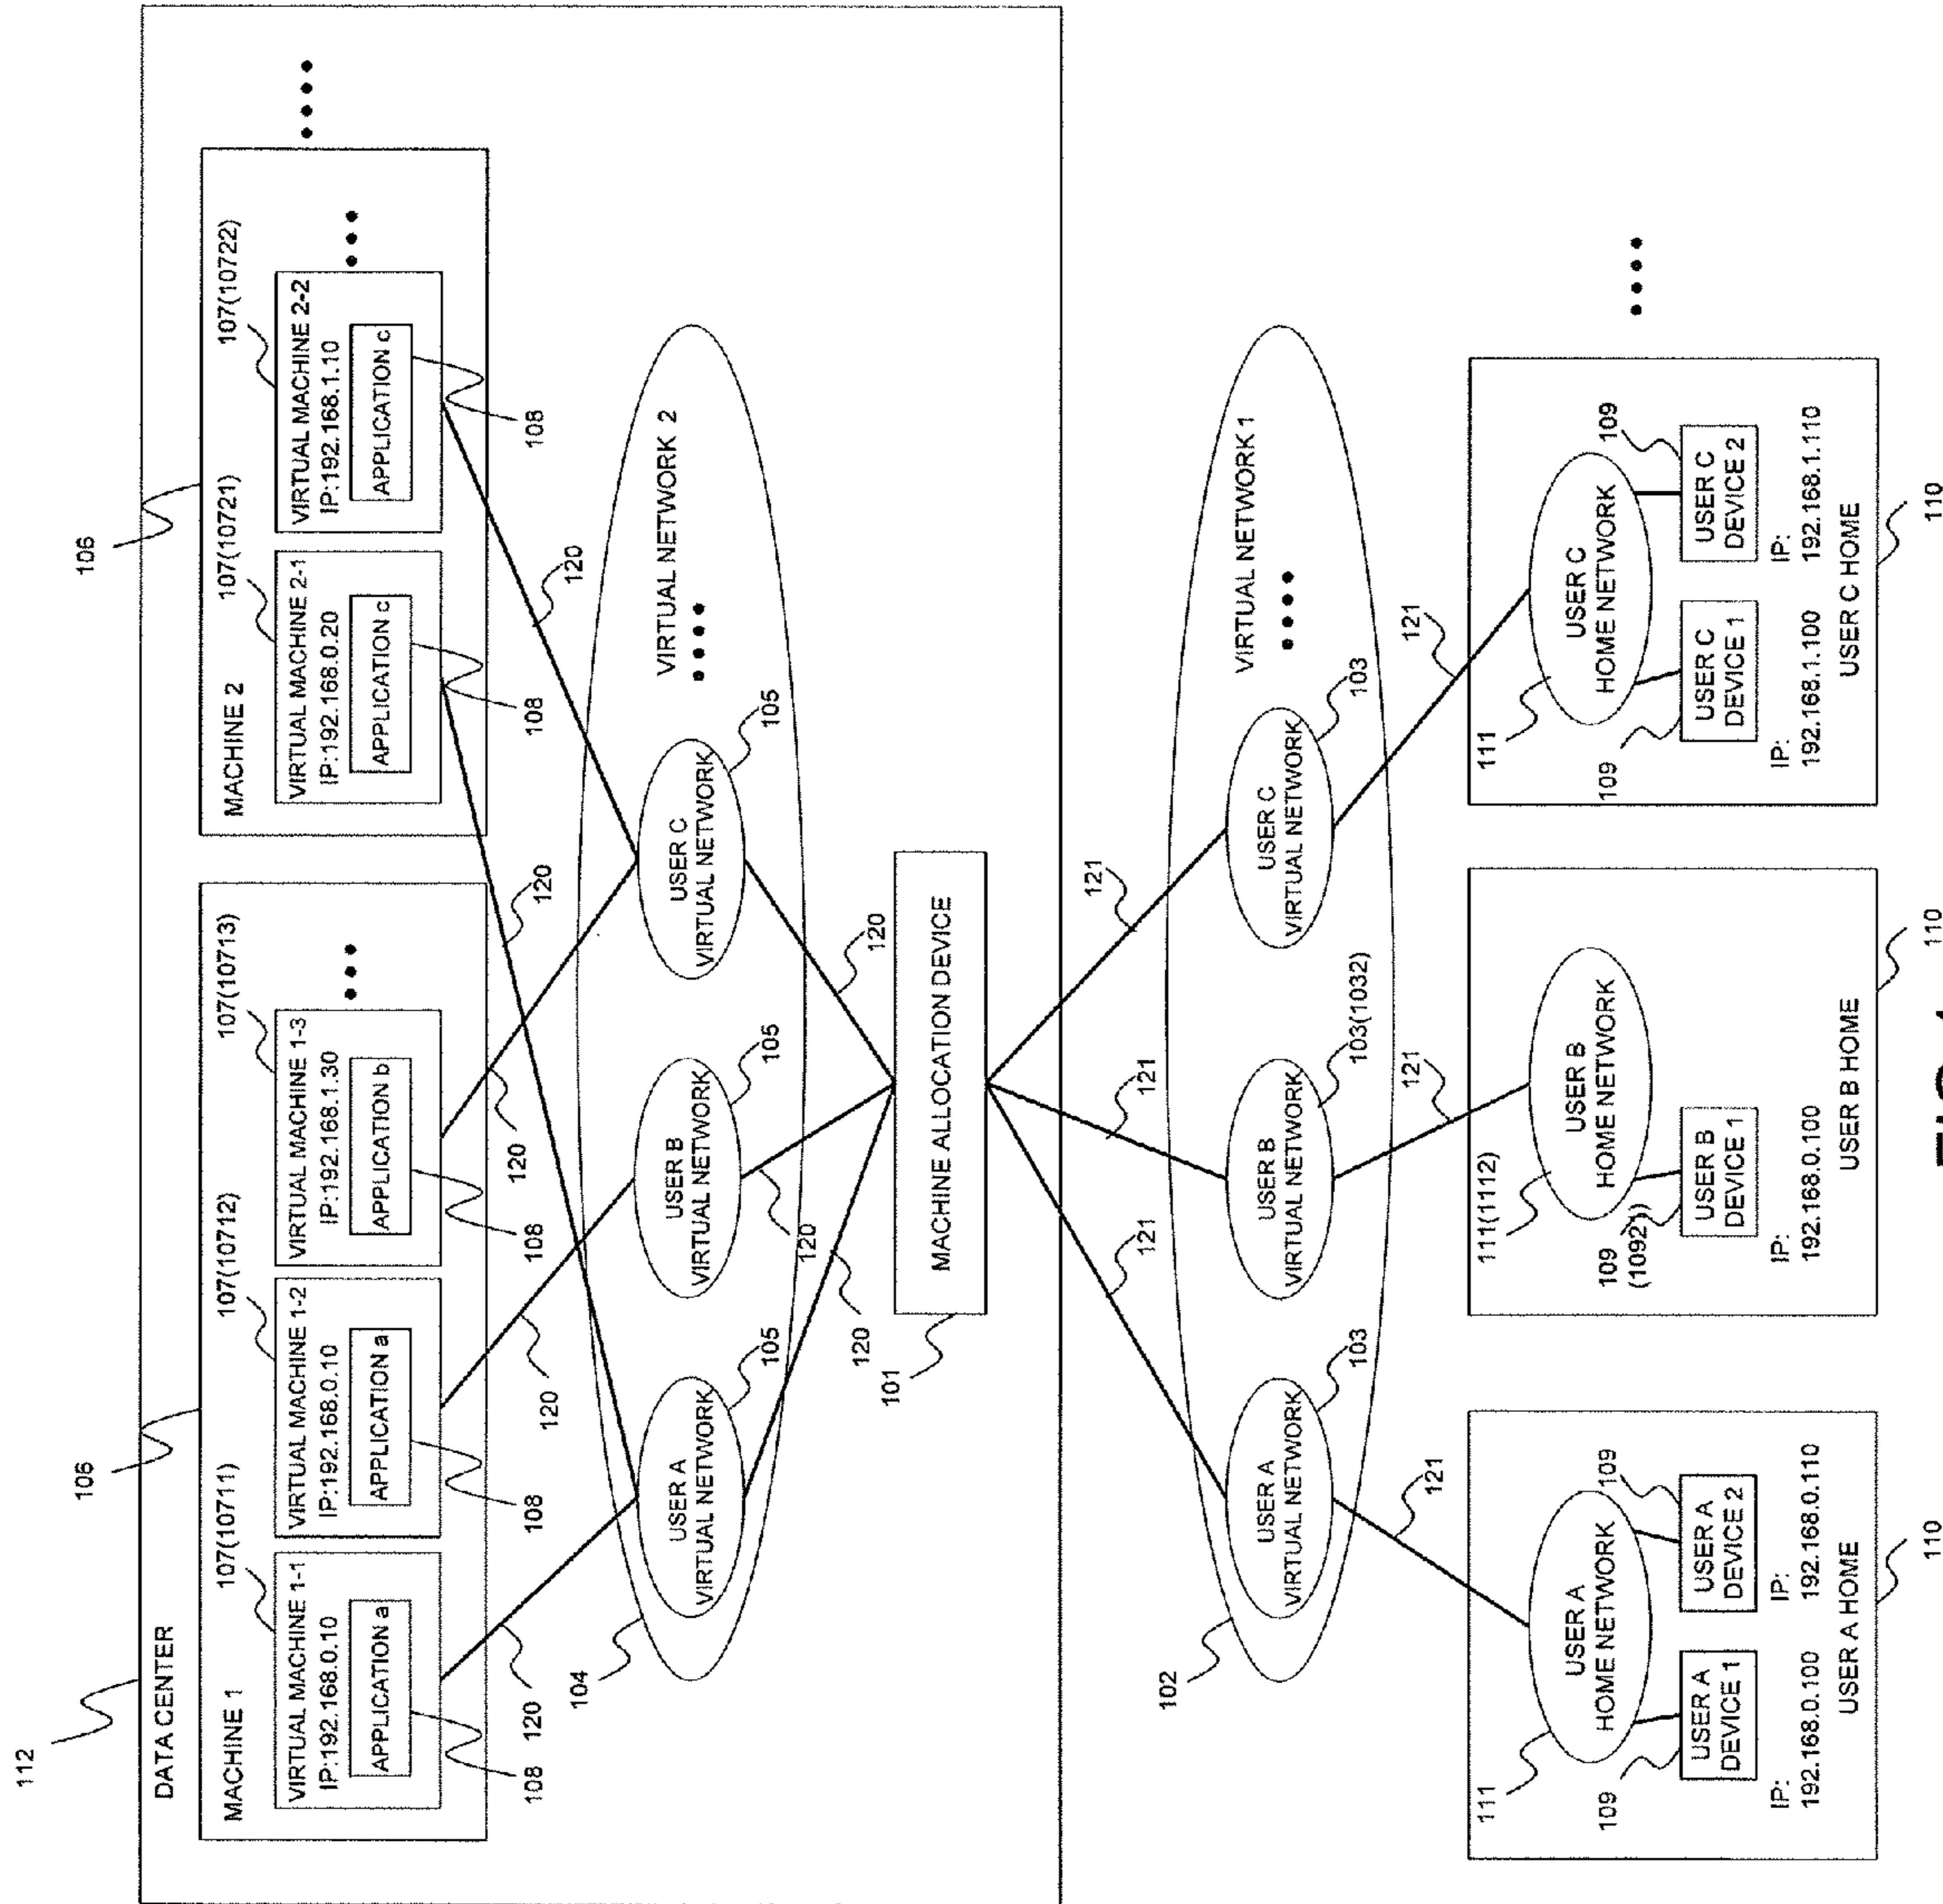 112
DATA CENTER
106
106
MACHINE 1
107(10711)
107(10712)
107(10713)
VIRTUAL MACHINE 1-1
IP:192.168.0.10
APPLICATION a
VIRTUAL MACHINE 1-2
IP:192.168.0.10
APPLICATION a
VIRTUAL MACHINE 1-3
IP:192.168.1.30
APPLICATION b
108
108
108
MACHINE 2
107(10721)
107(10722)
VIRTUAL MACHINE 2-1
IP:192.168.0.20
APPLICATION c
VIRTUAL MACHINE 2-2
IP:192.168.1.10
APPLICATION c
108
108
120
120
120
120
120
104
VIRTUAL NETWORK 2
USER A
VIRTUAL NETWORK
105
USER B
VIRTUAL NETWORK
105
USER C
VIRTUAL NETWORK
105
120
120
120
101
MACHINE ALLOCATION DEVICE
121
121
121
102
VIRTUAL NETWORK 1
USER A
VIRTUAL NETWORK
103
USER B
VIRTUAL NETWORK
103(1032)
USER C
VIRTUAL NETWORK
103
121
121
121
111
USER A
HOME NETWORK
109
USER A
DEVICE 1
109
USER A
DEVICE 2
IP:
192.168.0.100
IP:
192.168.0.110
USER A HOME
110
111(1112)
USER B
HOME NETWORK
109
(10921)
USER B
DEVICE 1
IP:
192.168.0.100
USER B HOME
110
111
USER C
HOME NETWORK
109
USER C
DEVICE 1
109
USER C
DEVICE 2
IP:
192.168.1.100
IP:
192.168.1.110
USER C HOME
110